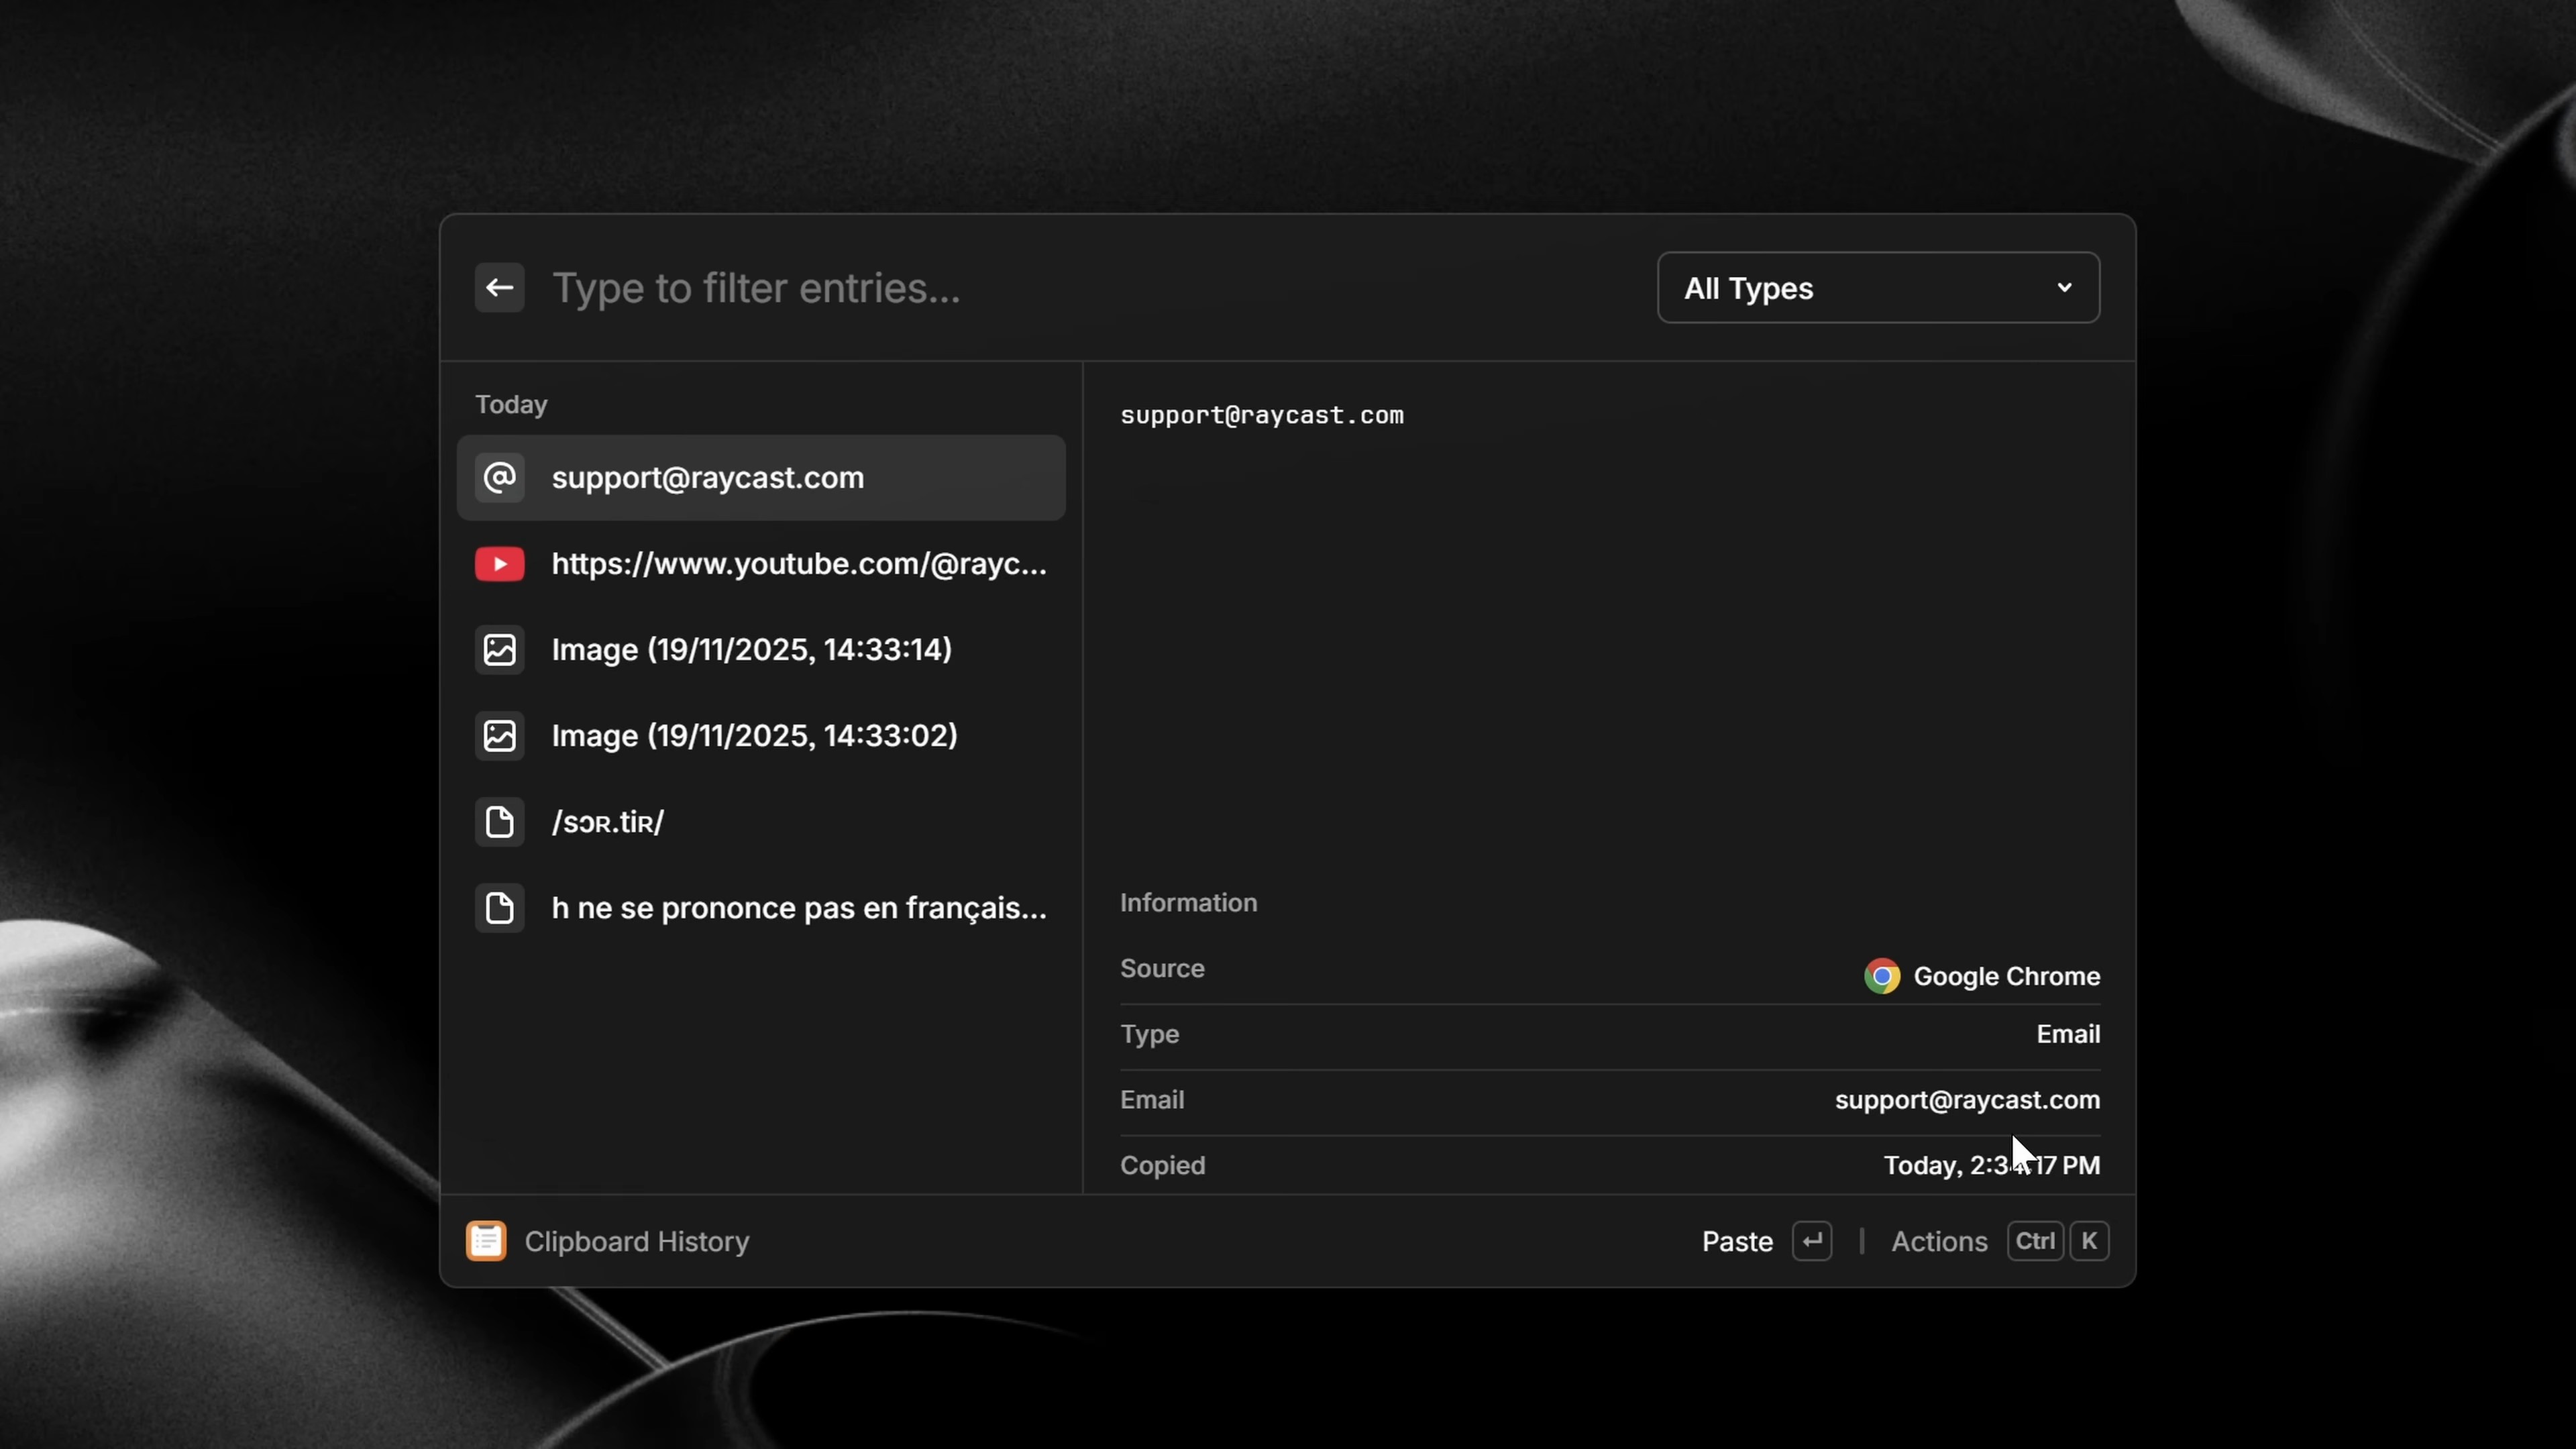 Type to filter entries...
All Types
Today
support@raycast.com
https://www.youtube.com/@rayc...
Image (19/11/2025, 14:33:14)
Image (19/11/2025, 14:33:02)
/sɔʀ.tiʀ/
h ne se prononce pas en français...
support@raycast.com
Information
Source Google Chrome
Type Email
Email support@raycast.com
Copied Today, PM
Clipboard History
Paste Actions Ctrl K